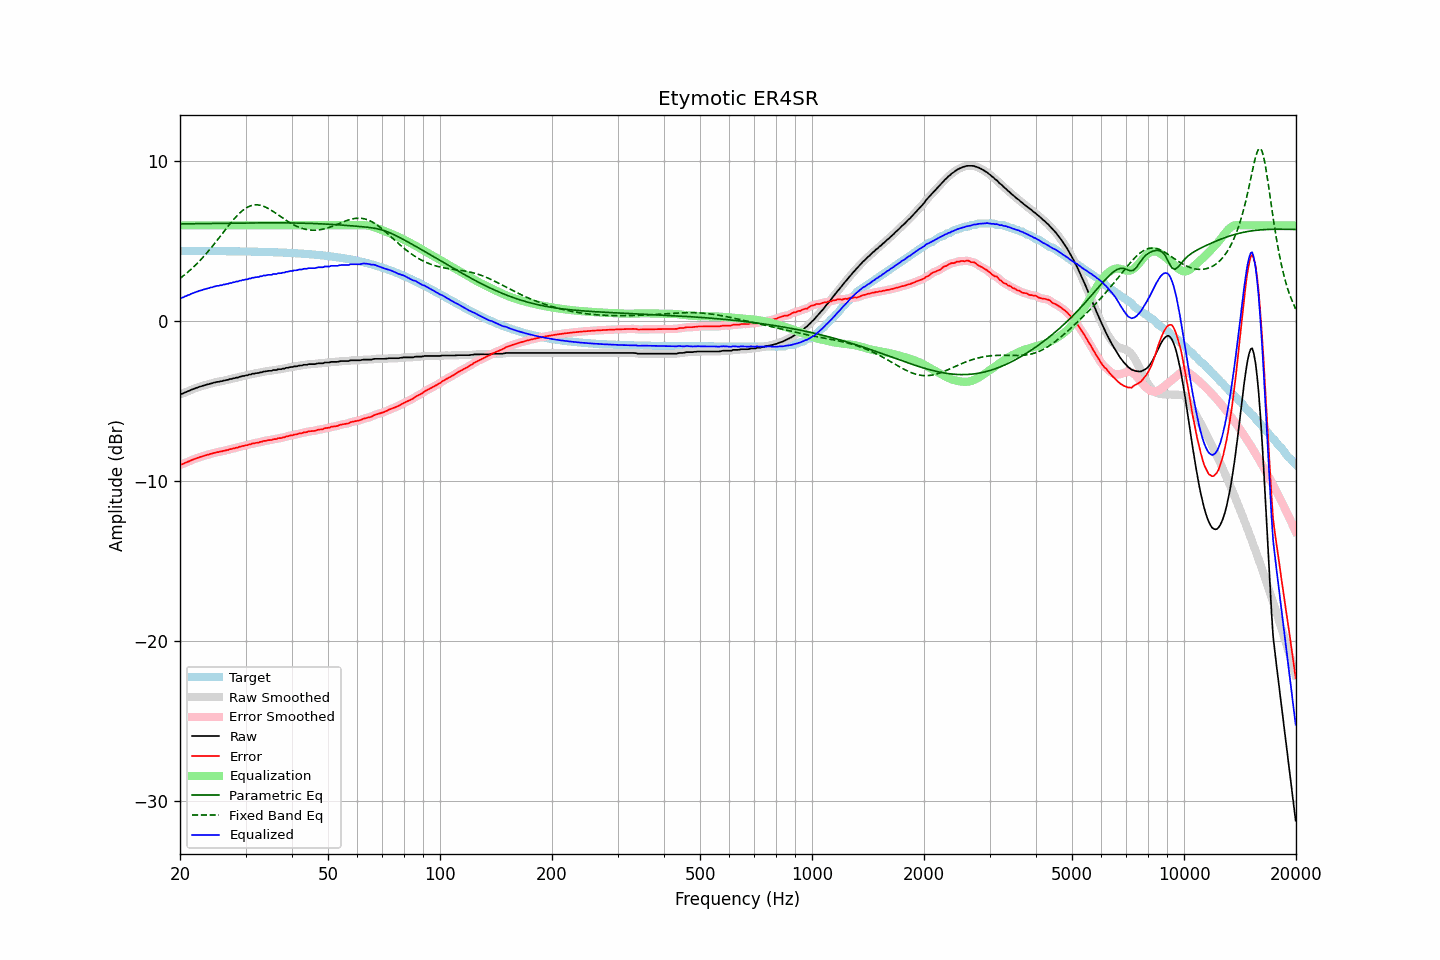 Etymotic ER4SR
Amplitude (dBr)
10
0
−10
−20
−30
Target
Raw Smoothed
Error Smoothed
Raw
Error
Equalization
Parametric Eq
Fixed Band Eq
Equalized
20 50 100 200 500 1000 2000 5000 10000 20000
Frequency (Hz)